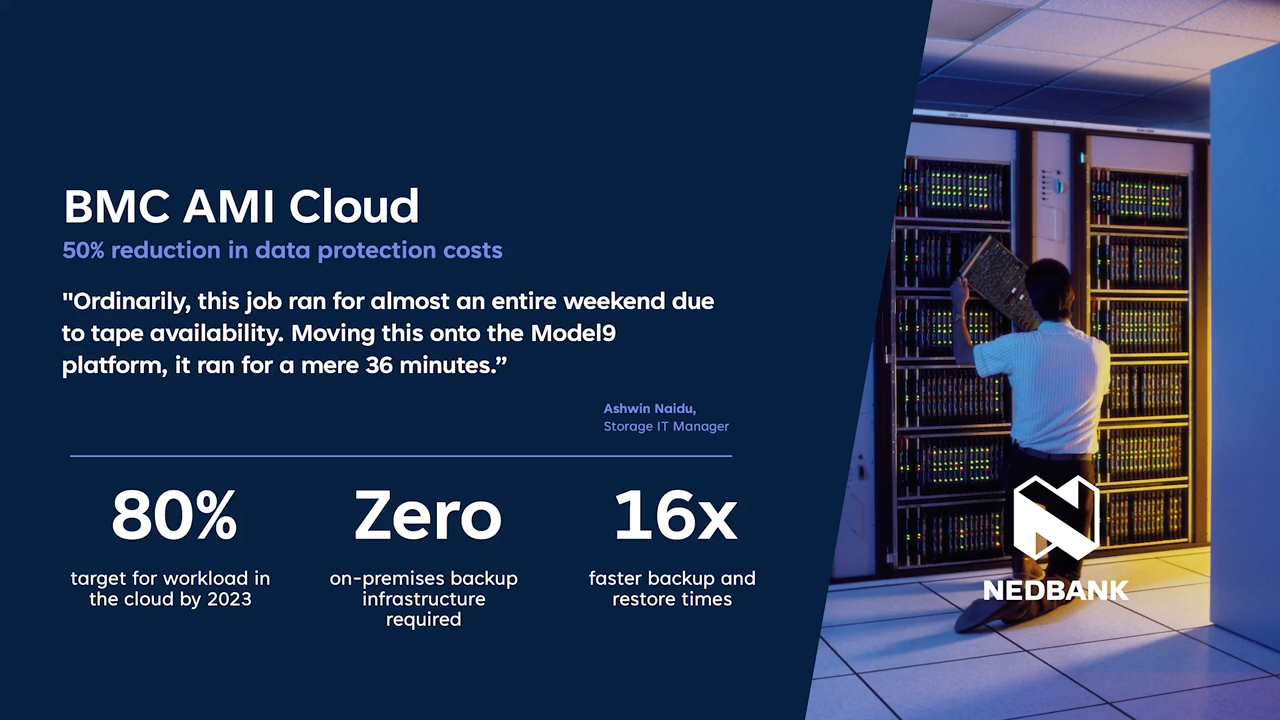 BMC AMI Cloud
50% reduction in data protection costs
"Ordinarily, this job ran for almost an entire weekend due
to tape availability. Moving this onto the Model9
platform, it ran for a mere 36 minutes.”
Ashwin Naidu,
Storage IT Manager
80%
target for workload in
the cloud by 2023
Zero
on-premises backup
infrastructure
required
16x
faster backup and
restore times
NEDBANK